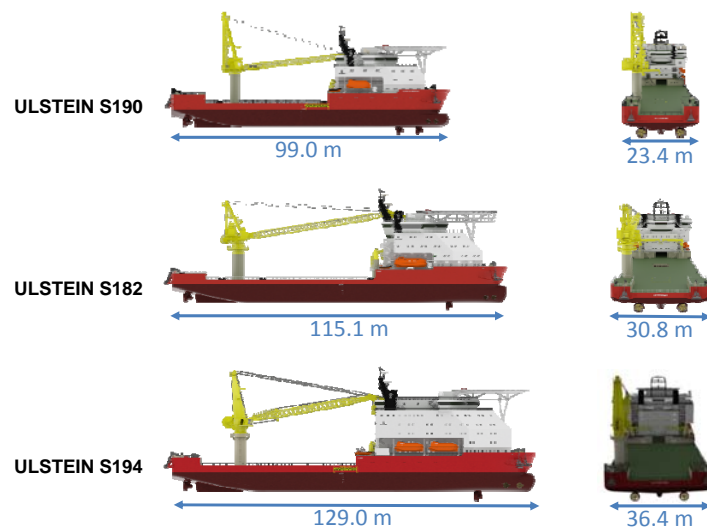 ULSTEIN S190
99.0 m
23.4 m
ULSTEIN S182
115.1 m
30.8 m
ULSTEIN S194
129.0 m
36.4 m